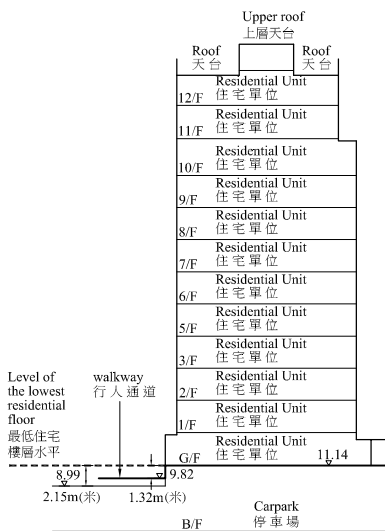 Upper roof
上層天台
Roof
天台
Roof
天台
Residential Unit
12/F 住宅單位
Residential Unit
11/F 住宅單位
Residential Unit
10/F 住宅單位
Residential Unit
9/F 住宅單位
Residential Unit
8/F 住宅單位
Residential Unit
7/F 住宅單位
Residential Unit
6/F 住宅單位
Residential Unit
5/F 住宅單位
Residential Unit
3/F 住宅單位
Residential Unit
2/F 住宅單位
Residential Unit
1/F 住宅單位
Residential Unit
G/F 住宅單位
11.14
Level of
the lowest
residential
floor
最低住宅
樓層水平
walkway
行人通道
8.99
9.82
2.15m(米)
1.32m(米)
Carpark
B/F 停車場